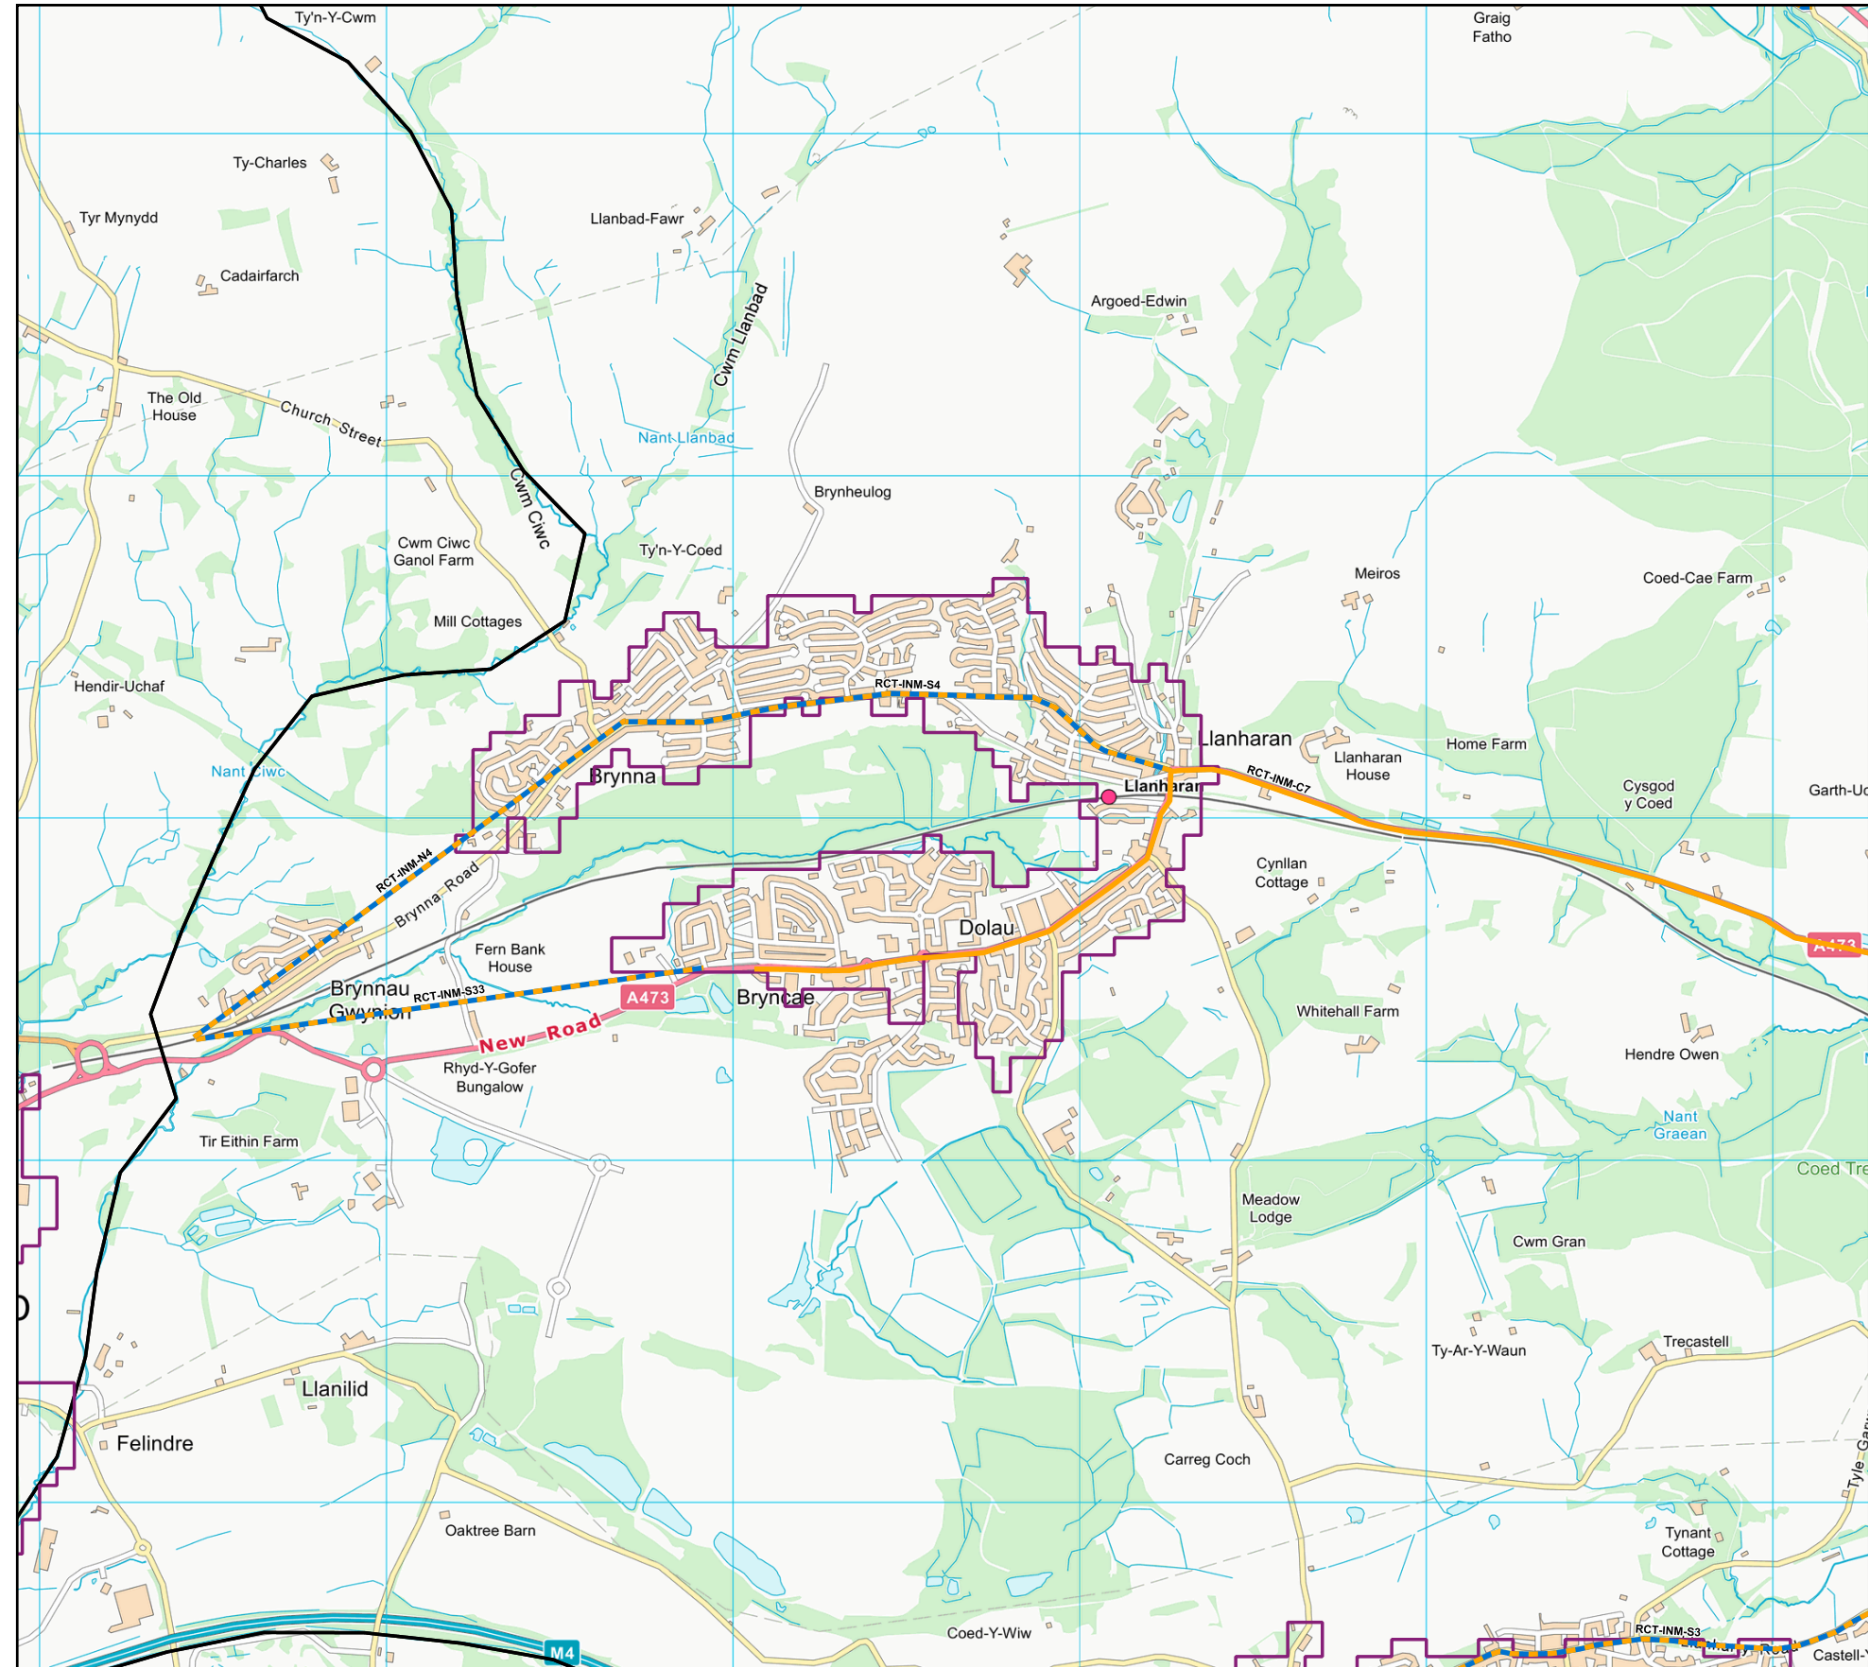 Ty'n-Y-Cwm
Graig
Fatho
Ty-Charles
Tyr Mynydd
Llanbad-Fawr
Cadairfarch
Argoed-Edwin
Cwm Llanbad
The Old
House
Church Street
Nant Llanbad
Cwm Ciwc
Brynheulog
Cwm Ciwc
Ganol Farm
Ty'n-Y-Coed
Meiros
Coed-Cae Farm
Mill Cottages
Hendir-Uchaf
RCT-INM-S4
Llanharan
Home Farm
Llanharan
House
Nant Ciwc
Brynna
Llanharan
RCT-INM-C7
Cysgod
y Coed
Garth-Uc
RCT-INM-N4
Brynna Road
Cynllan
Cottage
Dolau
A473
Fern Bank
House
Brynnau
Gwynion
RCT-INM-S33
A473
Bryncae
New Road
Whitehall Farm
Hendre Owen
Rhyd-Y-Gofer
Bungalow
Nant
Graean
Tir Eithin Farm
Coed Tre
Meadow
Lodge
Cwm Gran
Ty-Ar-Y-Waun
Trecastell
Llanilid
Felindre
Carreg Coch
Tyle Garw
Oaktree Barn
Tynant
Cottage
Coed-Y-Wiw
RCT-INM-S3
M4
Llanharry Road
Castell-Y